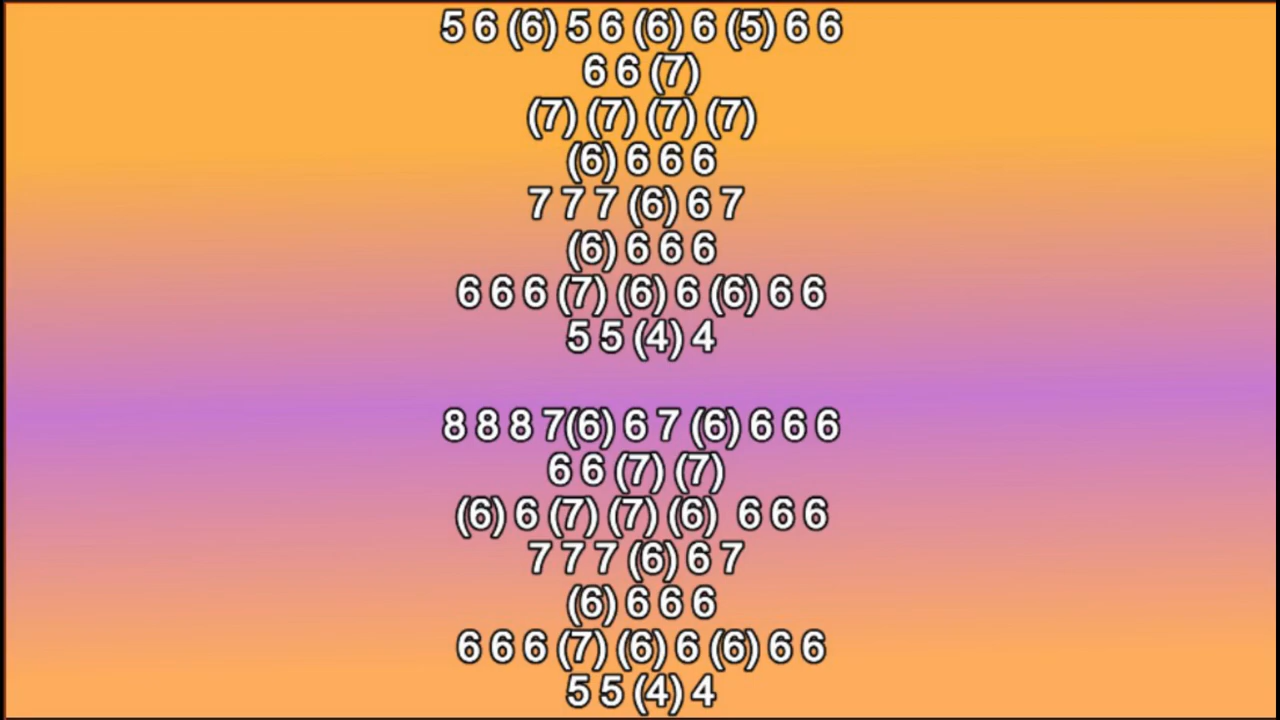 5 6 (6) 5 6 (6) 6 (5) 6 6
6 6 (7)
(7) (7) (7) (7)
(6) 6 6 6
7 7 7 (6) 6 7
(6) 6 6 6
6 6 6 (7) (6) 6 (6) 6 6
5 5 (4) 4
8 8 8 7(6) 6 7 (6) 6 6 6
6 6 (7) (7)
(6) 6 (7) (7) (6) 6 6 6
7 7 7 (6) 6 7
(6) 6 6 6
6 6 6 (7) (6) 6 (6) 6 6
5 5 (4) 4